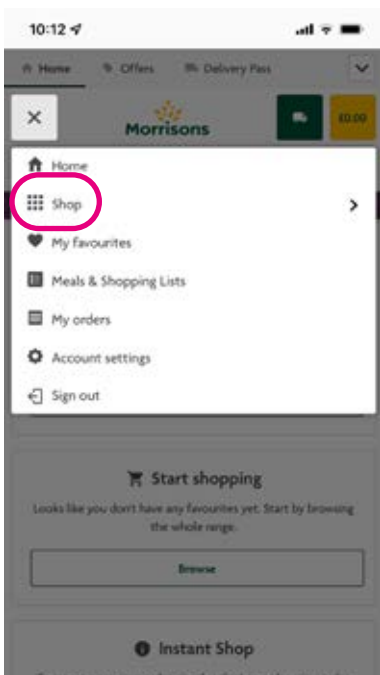 10:12
Home Offers Delivery Pass
Morrisons
£0.00
Home
Shop
My favourites
Meals & Shopping Lists
My orders
Account settings
Sign out
Start shopping
Looks like you don't have any favourites yet. Start by browsing
the whole range.
Browse
Instant Shop